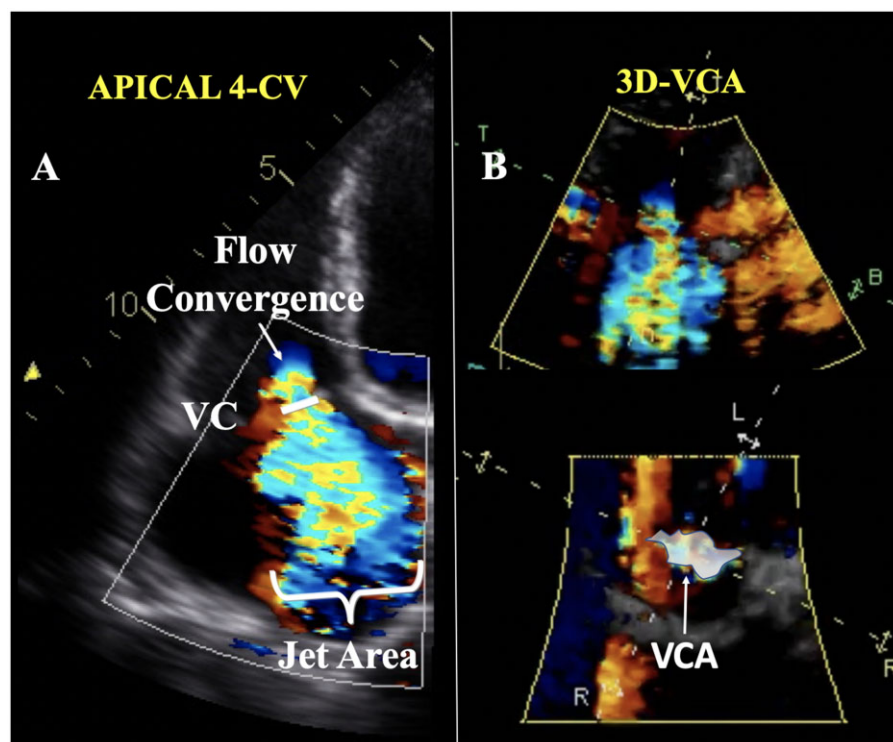 APICAL 4-CV
A
5
10
Flow
Convergence
VC
Jet Area
3D-VCA
B
T
B
L
VCA
R
R